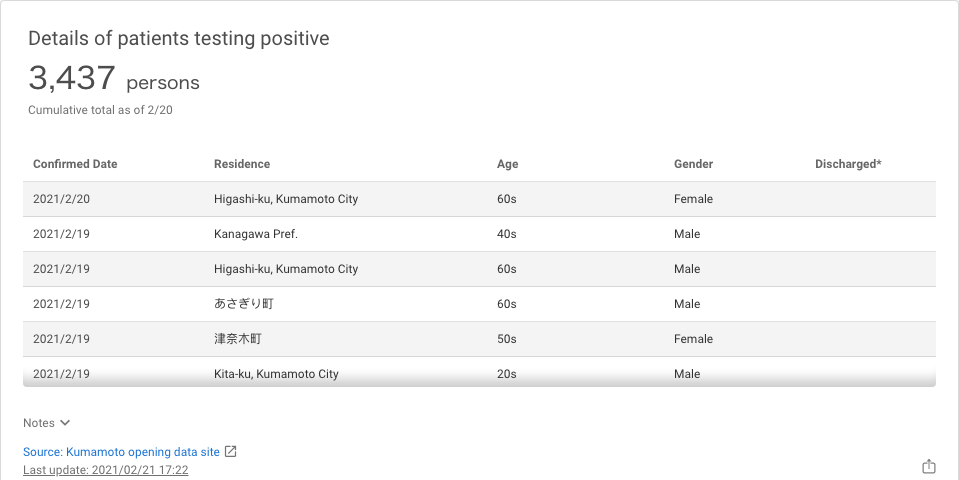 Details of patients testing positive
3,437 persons
Cumulative total as of 2/20
Confirmed Date Residence Age Gender Discharged*
2021/2/20 Higashi-ku, Kumamoto City 60s Female
2021/2/19 Kanagawa Pref. 40s Male
2021/2/19 Higashi-ku, Kumamoto City 60s Male
2021/2/19 あさぎり町 60s Male
2021/2/19 津奈木町 50s Female
2021/2/19 Kita-ku, Kumamoto City 20s Male
Notes
Source: Kumamoto opening data site
Last update: 2021/02/21 17:22